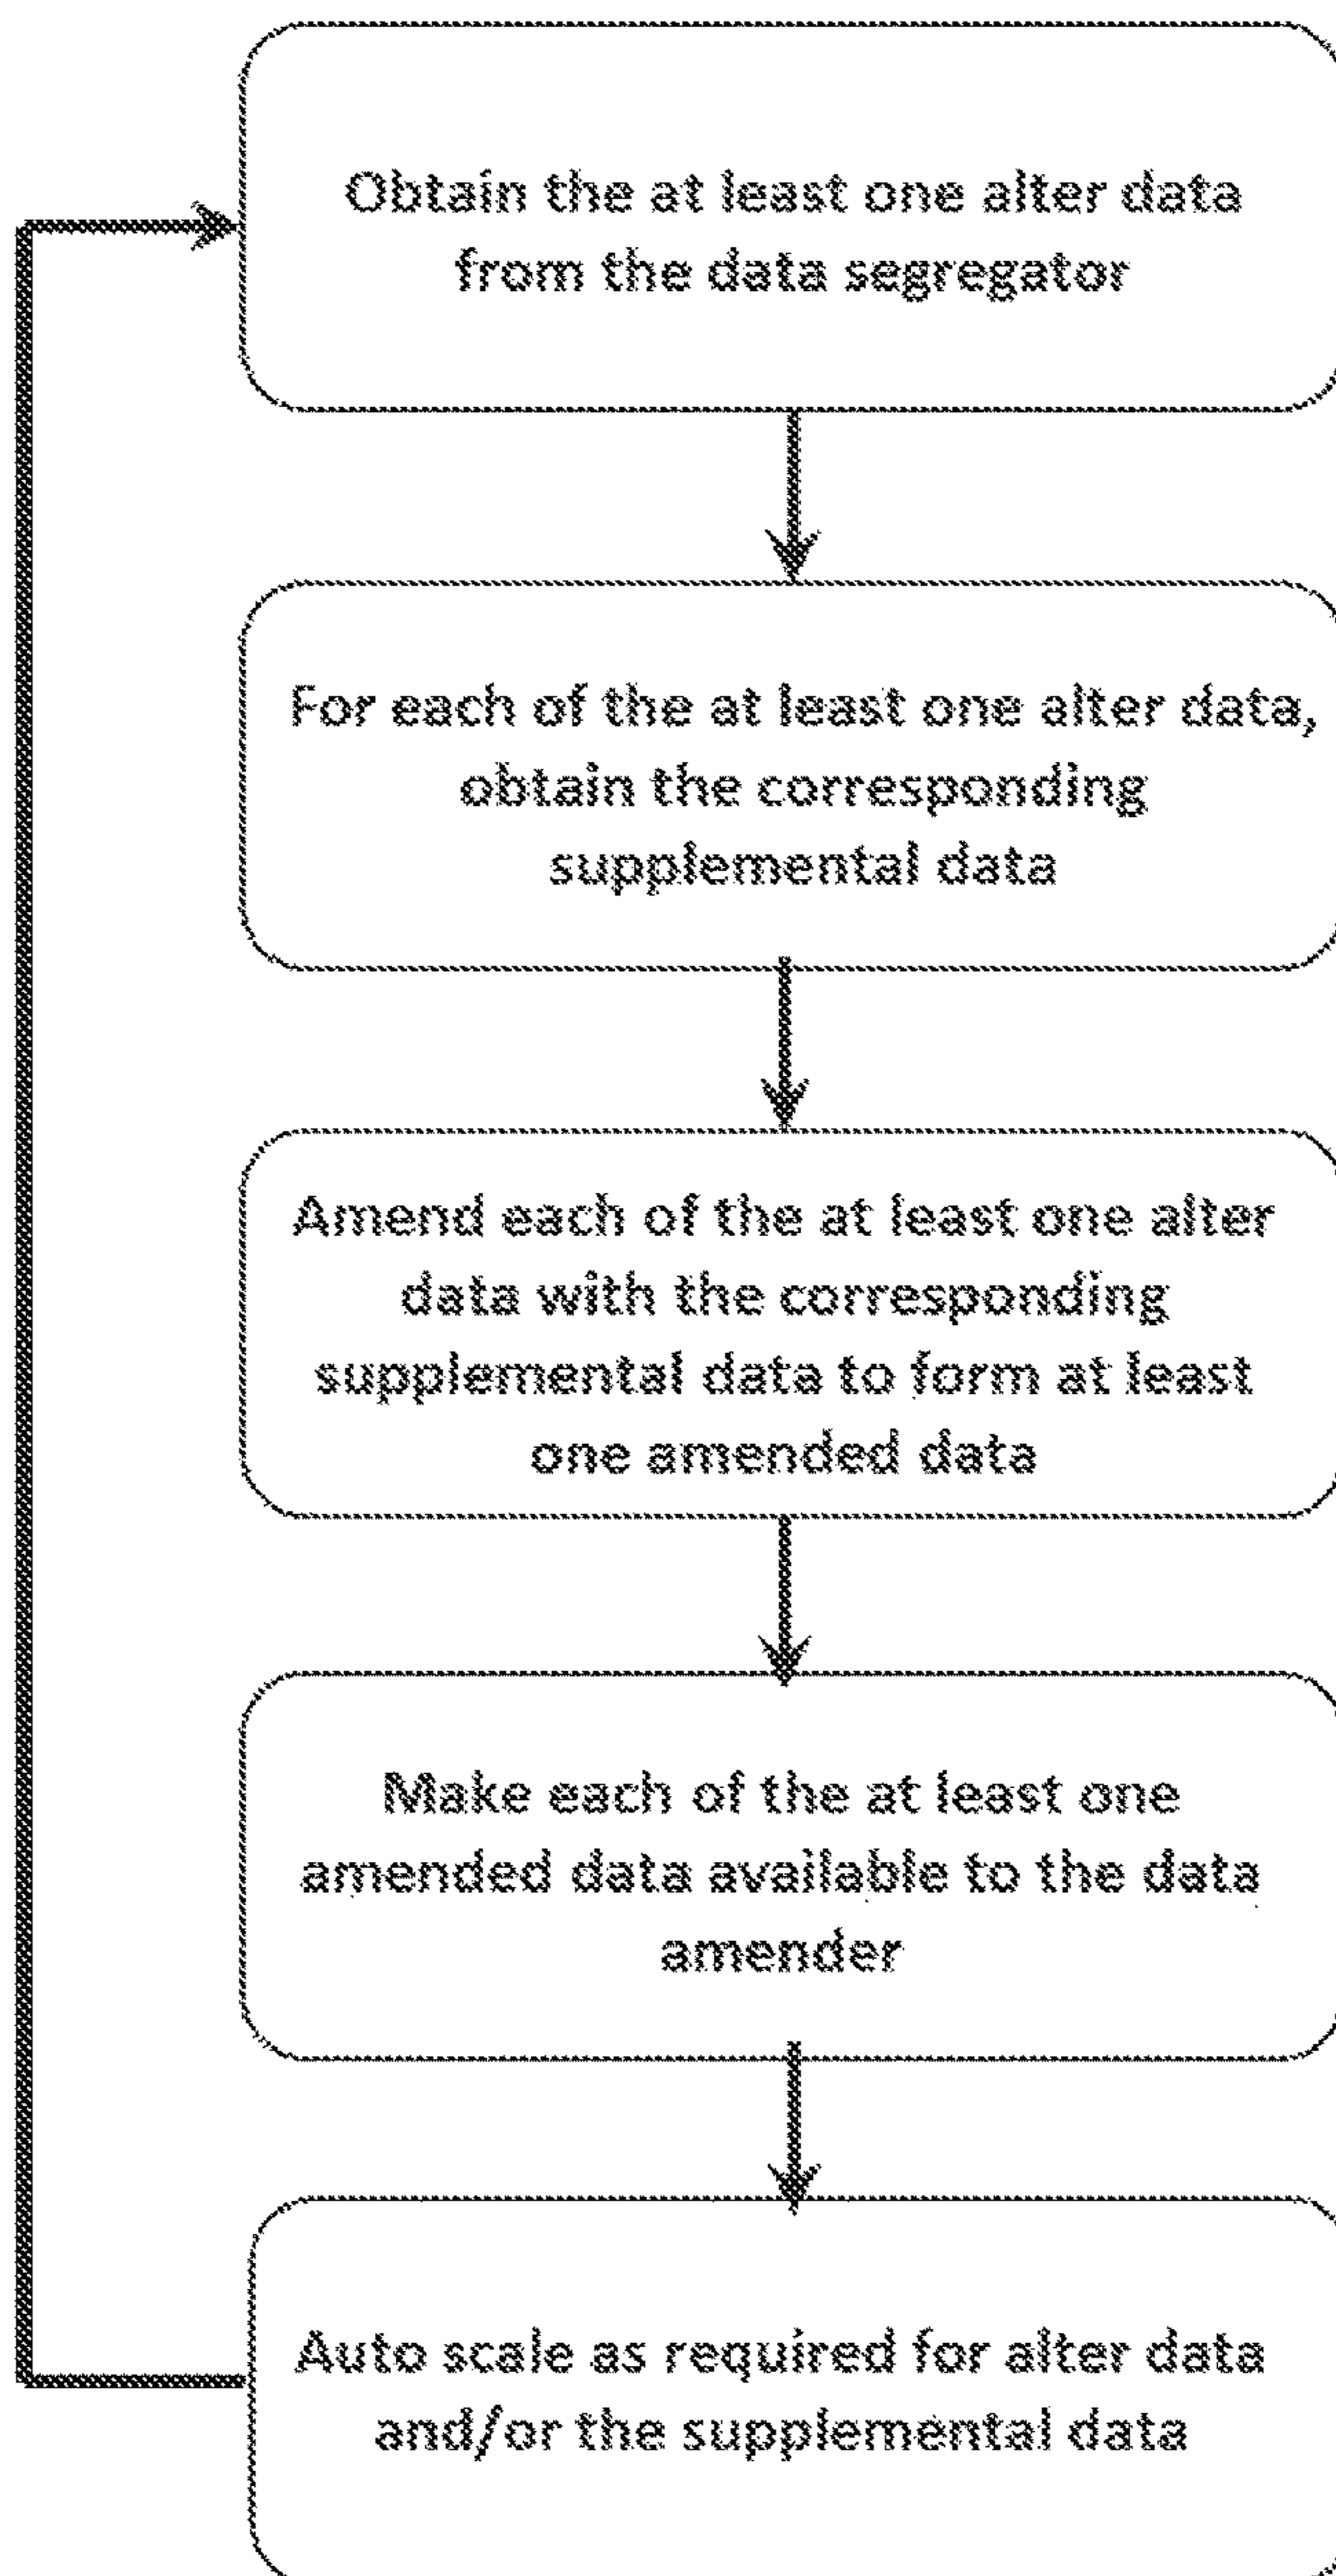 Obtain the at least one alter data
from the data segregator
For each of the at least one alter data,
obtain the corresponding
supplemental data
Amend each of the at least one alter
data with the corresponding
supplemental data to form at least
one amended data
Make each of the at least one
amended data available to the data
amender
Auto scale as required for alter data
and/or the supplemental data